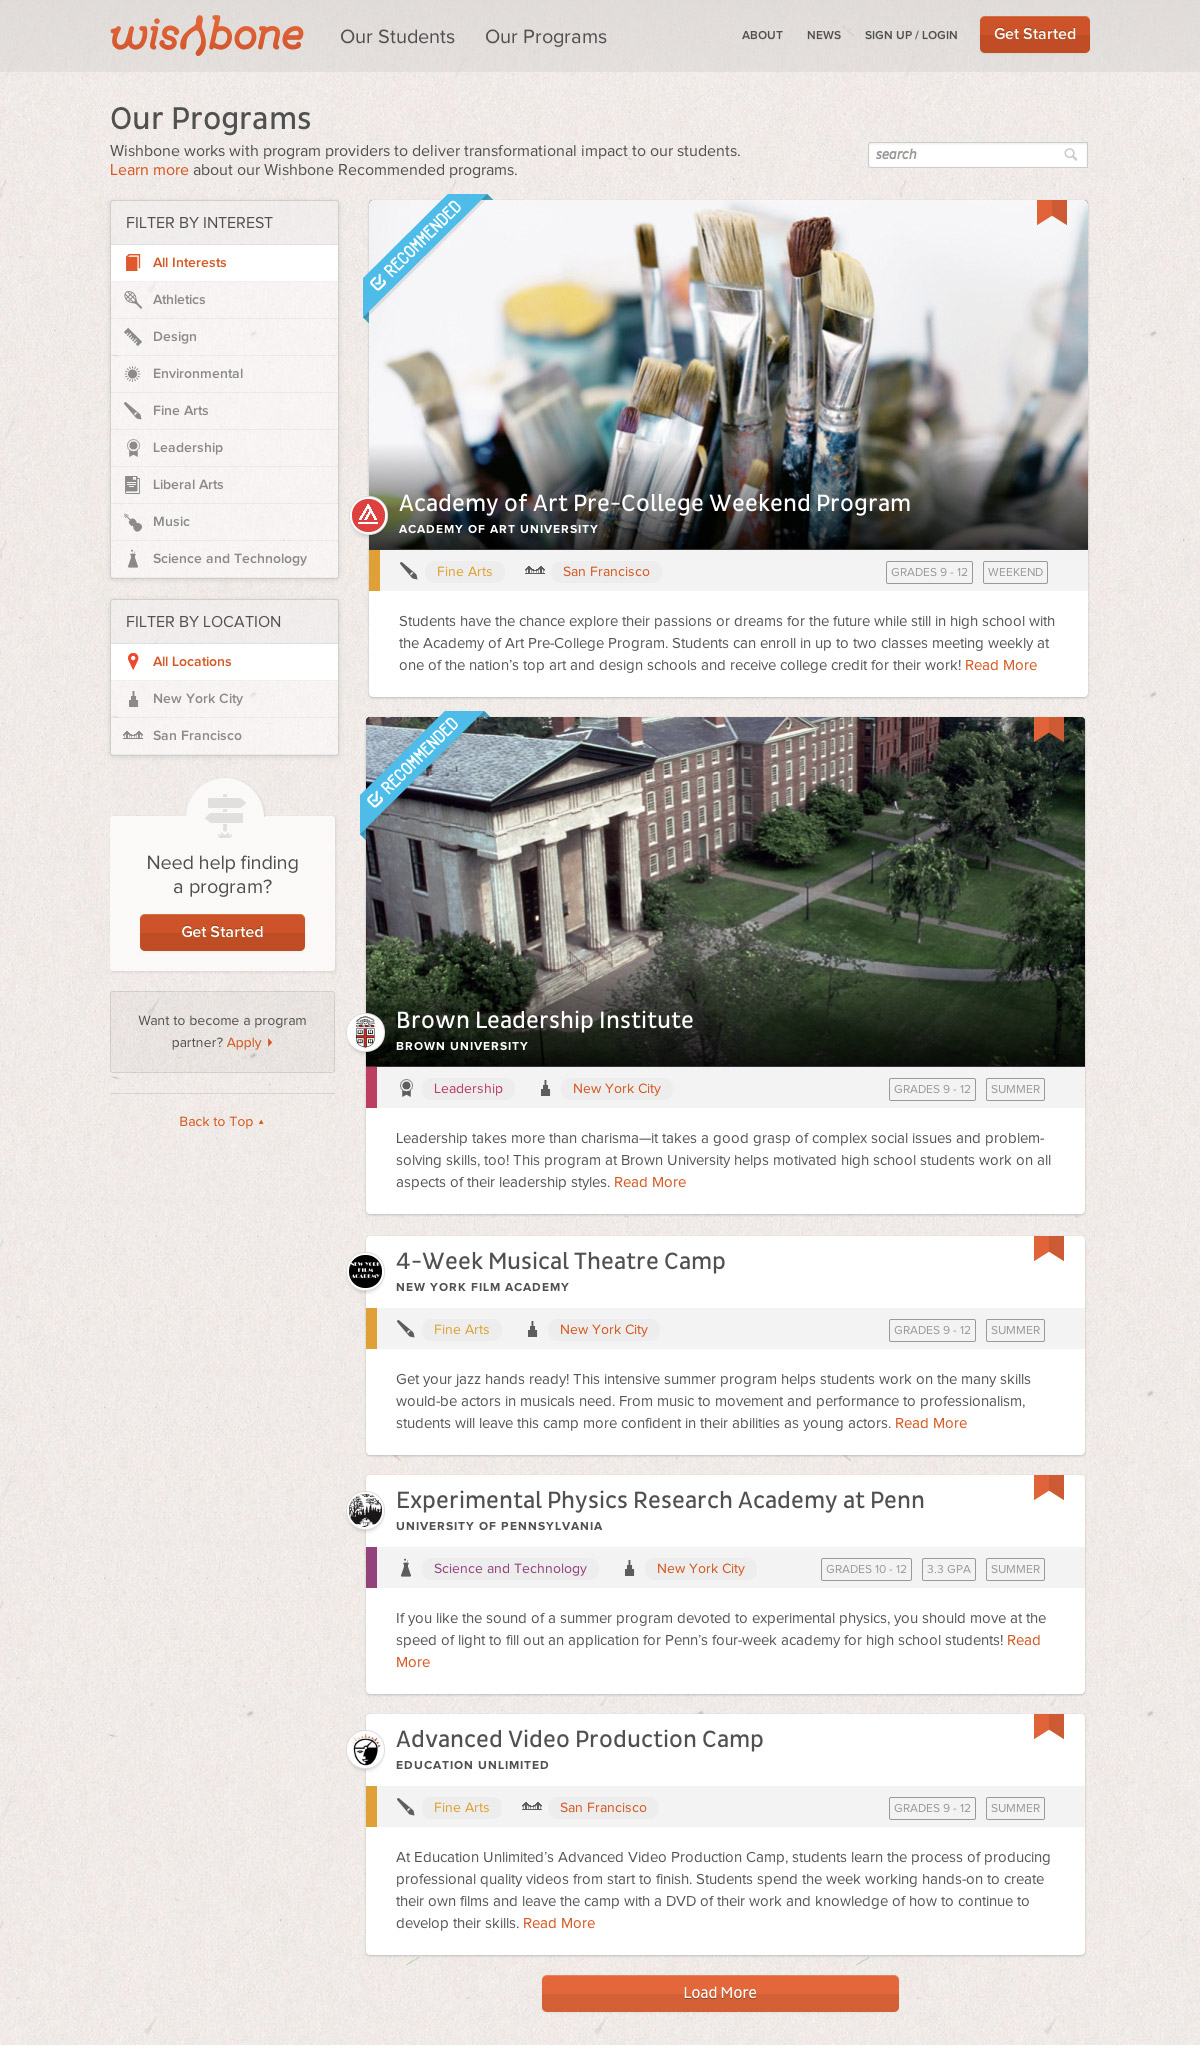 wishbone
Our Students
Our Programs
ABOUT
NEWS
SIGN UP / LOGIN
Get Started
Our Programs
Wishbone works with program providers to deliver transformational impact to our students.
Learn more about our Wishbone Recommended programs.
search
FILTER BY INTEREST
All Interests
Athletics
Design
Environmental
Fine Arts
Leadership
Liberal Arts
Music
Science and Technology
FILTER BY LOCATION
All Locations
New York City
San Francisco
Need help finding
a program?
Get Started
Want to become a program
partner? Apply
Back to Top
RECOMMENDED
Academy of Art Pre-College Weekend Program
ACADEMY OF ART UNIVERSITY
Fine Arts
San Francisco
GRADES 9 - 12
WEEKEND
Students have the chance explore their passions or dreams for the future while still in high school with
the Academy of Art Pre-College Program. Students can enroll in up to two classes meeting weekly at
one of the nation's top art and design schools and receive college credit for their work! Read More
RECOMMENDED
Brown Leadership Institute
BROWN UNIVERSITY
Leadership
New York City
GRADES 9 - 12
SUMMER
Leadership takes more than charisma—it takes a good grasp of complex social issues and problem-
solving skills, too! This program at Brown University helps motivated high school students work on all
aspects of their leadership styles. Read More
NEW YORK
FILM
ACADEMY
4-Week Musical Theatre Camp
NEW YORK FILM ACADEMY
Fine Arts
New York City
GRADES 9 - 12
SUMMER
Get your jazz hands ready! This intensive summer program helps students work on the many skills
would-be actors in musicals need. From music to movement and performance to professionalism,
students will leave this camp more confident in their abilities as young actors. Read More
Experimental Physics Research Academy at Penn
UNIVERSITY OF PENNSYLVANIA
Science and Technology
New York City
GRADES 10 - 12
3.3 GPA
SUMMER
If you like the sound of a summer program devoted to experimental physics, you should move at the
speed of light to fill out an application for Penn's four-week academy for high school students! Read
More
Advanced Video Production Camp
EDUCATION UNLIMITED
Fine Arts
San Francisco
GRADES 9 - 12
SUMMER
At Education Unlimited's Advanced Video Production Camp, students learn the process of producing
professional quality videos from start to finish. Students spend the week working hands-on to create
their own films and leave the camp with a DVD of their work and knowledge of how to continue to
develop their skills. Read More
Load More